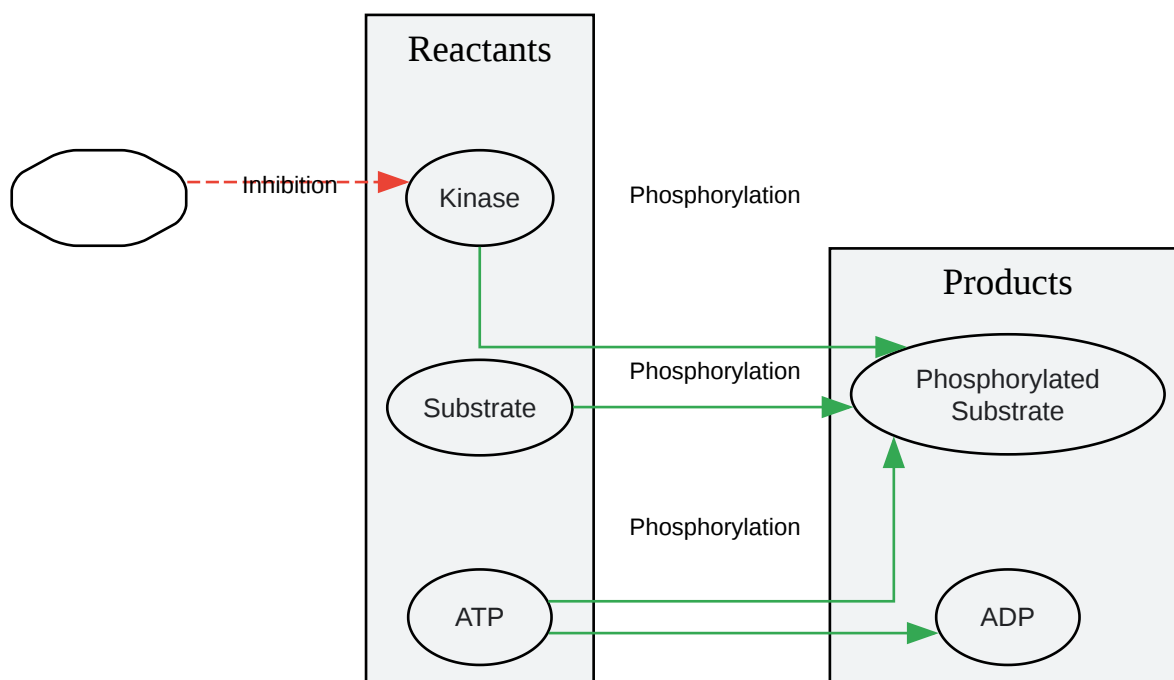 Reactants
Inhibition
Kinase
Phosphorylation
Products
Phosphorylation
Phosphorylated
Substrate
Substrate
Phosphorylation
ATP
ADP